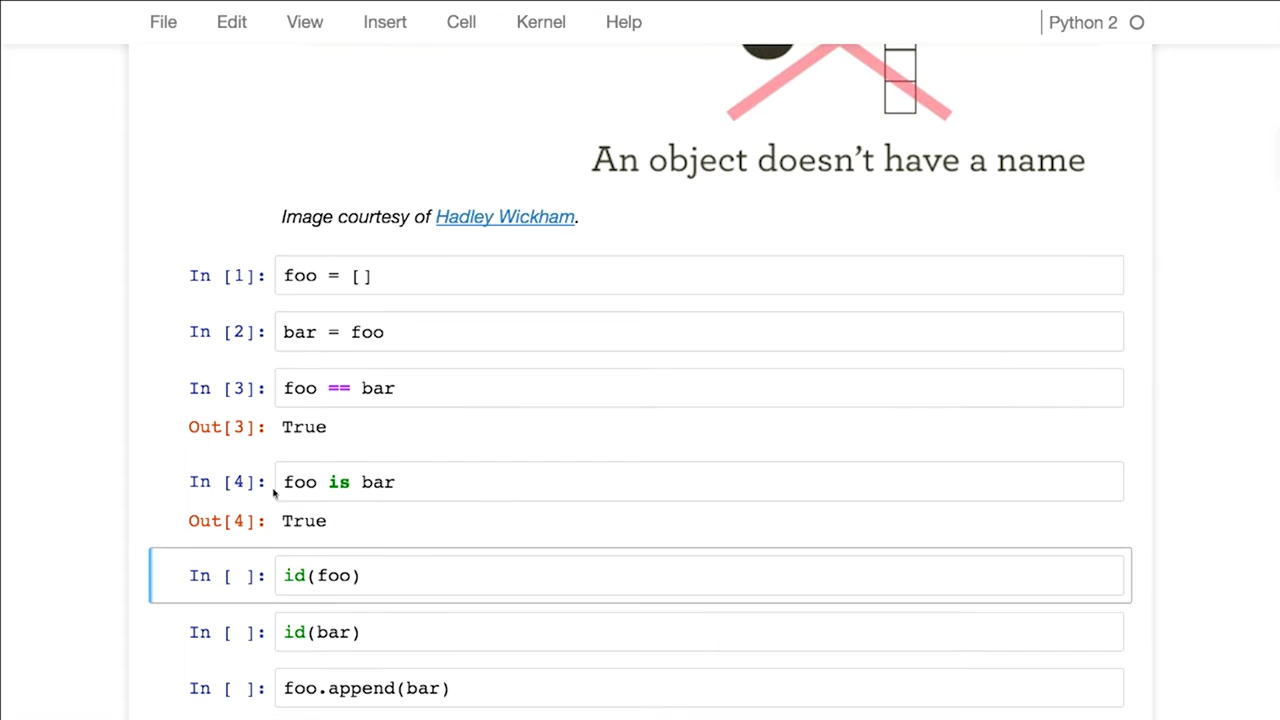 File Edit View Insert Cell Kernel Help Python 2
An object doesn't have a name
Image courtesy of Hadley Wickham.
In [1]: foo = []
In [2]: bar = foo
In [3]: foo == bar
Out[3]: True
In [4]: foo is bar
Out[4]: True
In [ ]: id(foo)
In [ ]: id(bar)
In [ ]: foo.append(bar)